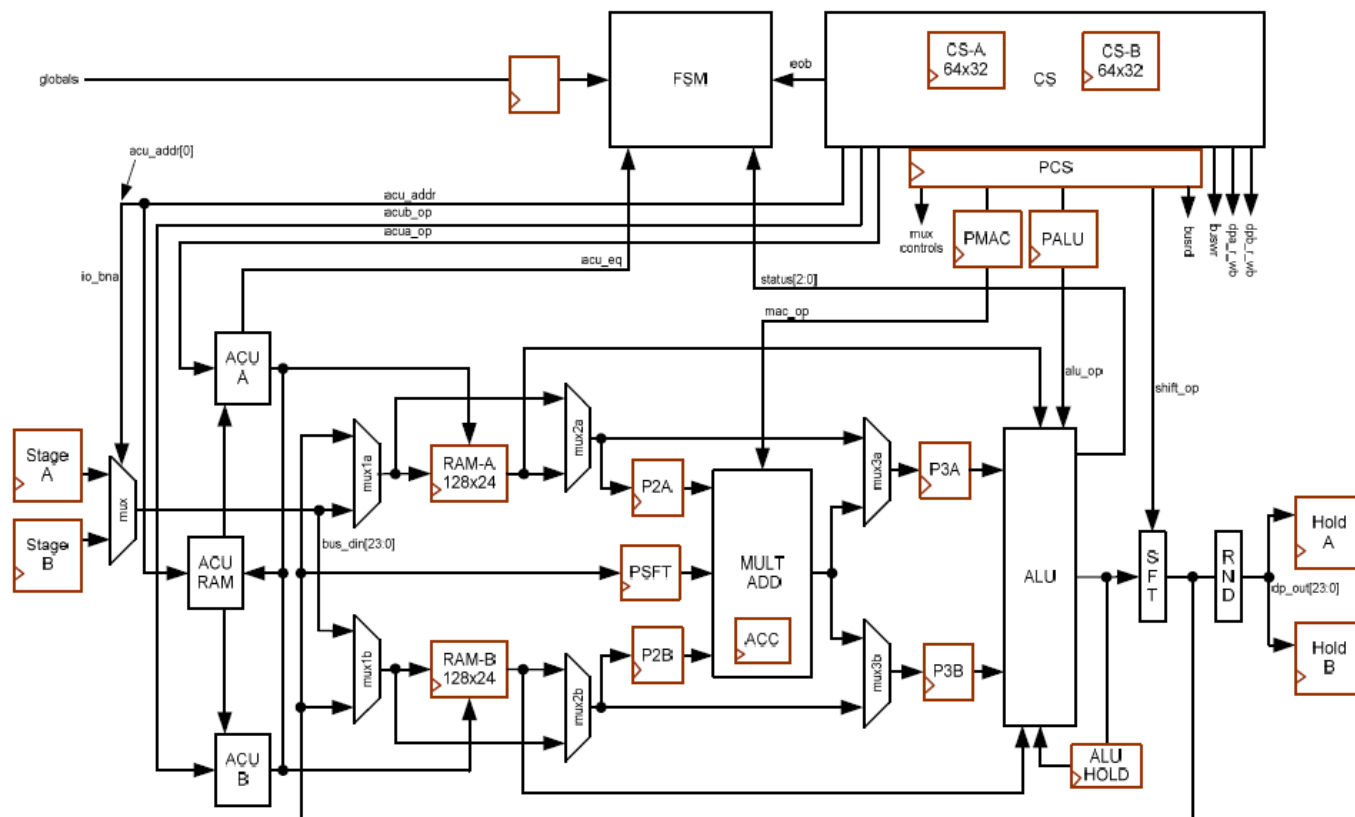 CS-A
64x32
CS-B
64x32
globals
FSM
eob
CS
acu_addr[0]
PCS
acu_addr
acub_op
acua_op
mux
controls
PMAC
PALU
busrd
buswr
dpa_r_wb
dpb_r_wb
io_bna
acu_eq
status[2:0]
mac_op
ACU
A
alu_op
shift_op
Stage
A
mux
mux1a
RAM-A
128x24
mux2a
P2A
mux3a
P3A
Stage
B
bus_din[23:0]
ACU
RAM
PSFT
MULT
ADD
ALU
SFT
RND
Hold
A
dp_out[23:0]
mux1b
RAM-B
128x24
mux2b
P2B
ACC
mux3b
P3B
Hold
B
ACU
B
ALU
HOLD